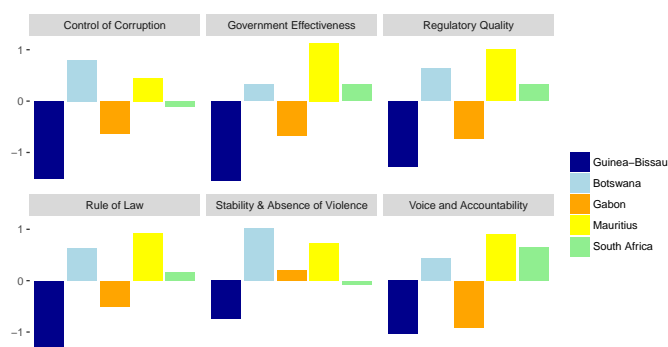 Control of Corruption
Government Effectiveness
Regulatory Quality
1
0
−1
Rule of Law
Stability & Absence of Violence
Voice and Accountability
1
0
−1
Guinea−Bissau
Botswana
Gabon
Mauritius
South Africa